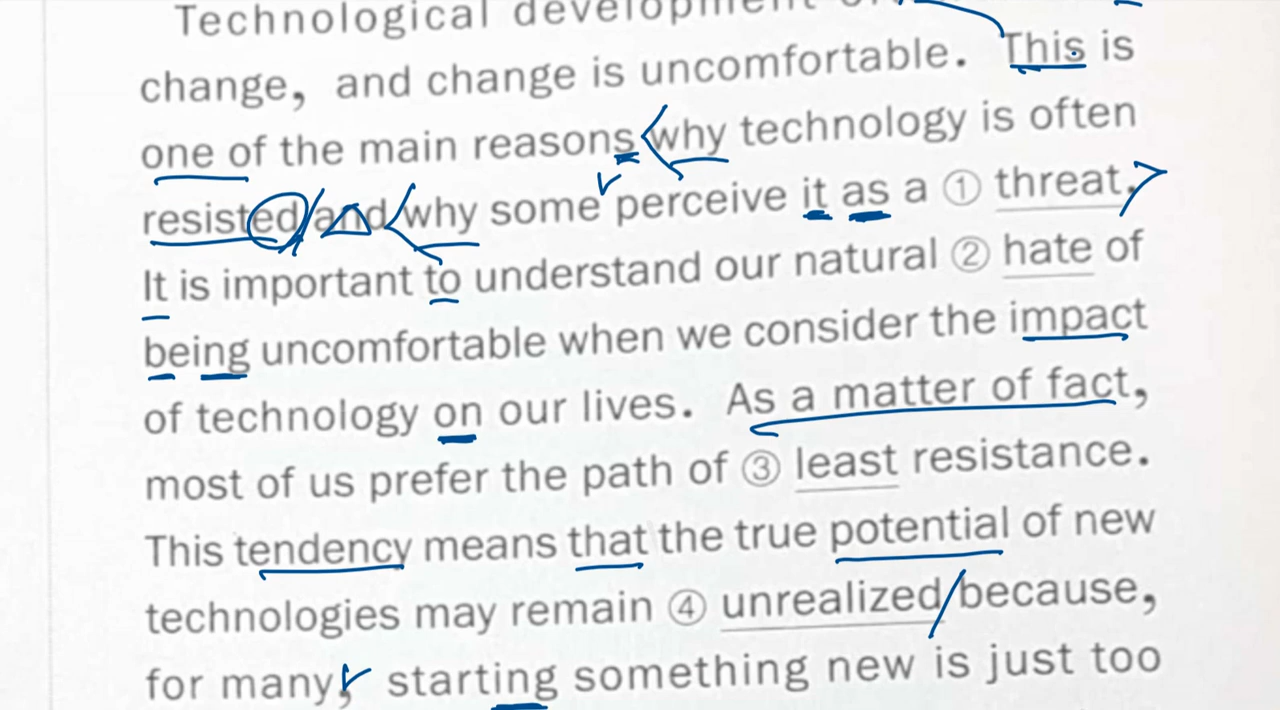 Technological development
change, and change is uncomfortable. This is
one of the main reasons why technology is often
resisted and why some perceive it as a ① threat.
It is important to understand our natural ② hate of
being uncomfortable when we consider the impact
of technology on our lives. As a matter of fact,
most of us prefer the path of ③ least resistance.
This tendency means that the true potential of new
technologies may remain ④ unrealized because,
for many, starting something new is just too